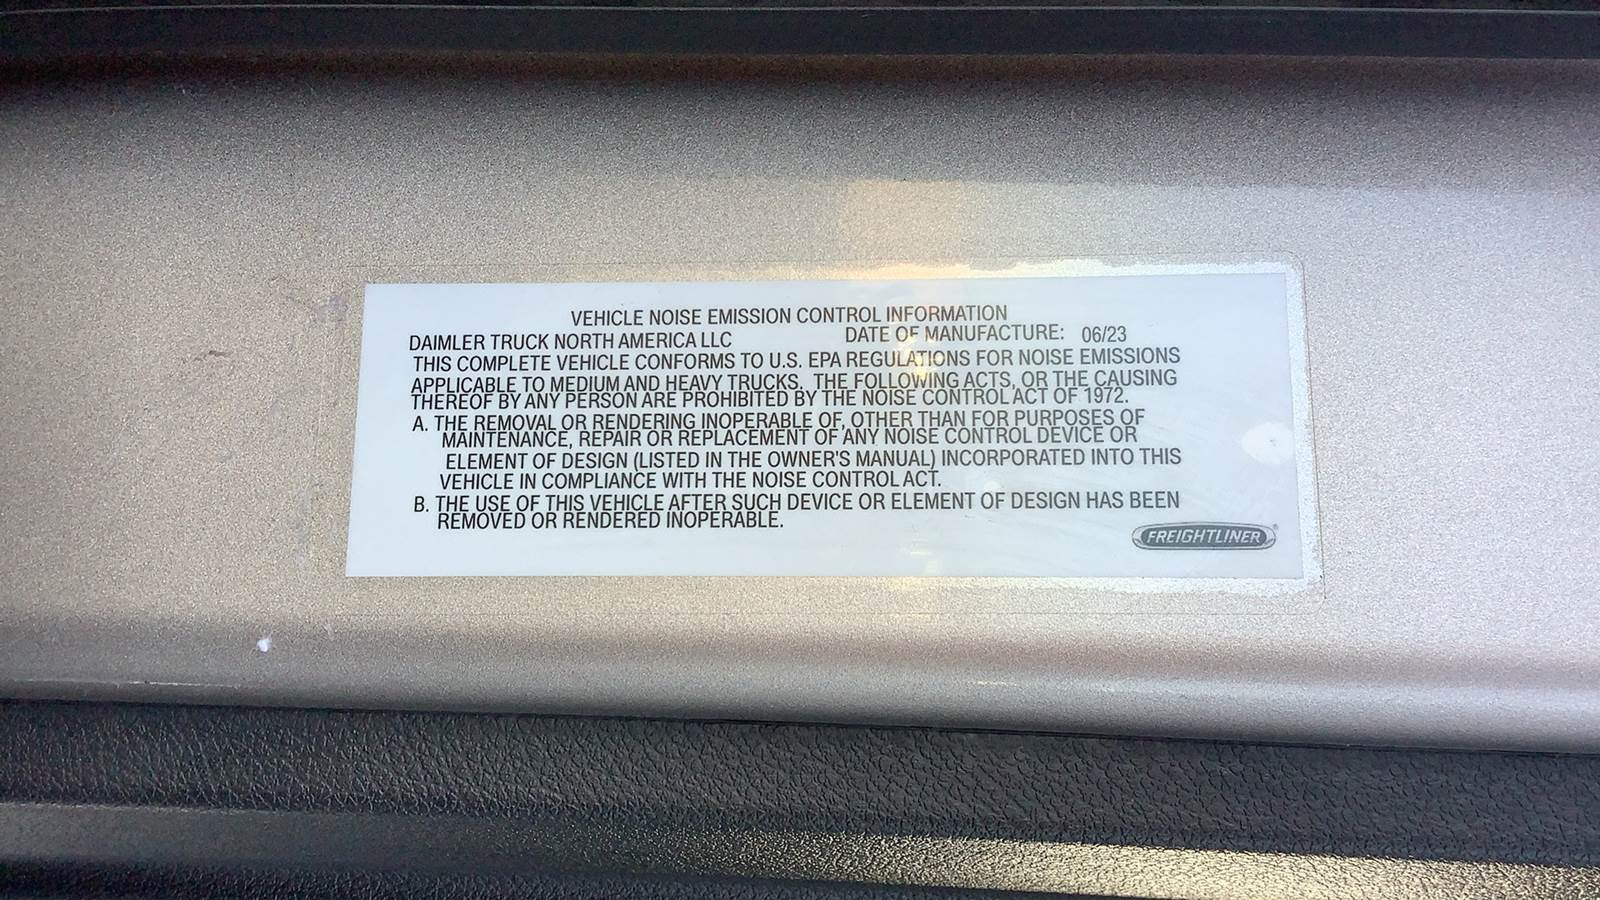 VEHICLE NOISE EMISSION CONTROL INFORMATION
DAIMLER TRUCK NORTH AMERICA LLC DATE OF MANUFACTURE: 06/23
THIS COMPLETE VEHICLE CONFORMS TO U.S. EPA REGULATIONS FOR NOISE EMISSIONS
APPLICABLE TO MEDIUM AND HEAVY TRUCKS. THE FOLLOWING ACTS, OR THE CAUSING
THEREOF BY ANY PERSON ARE PROHIBITED BY THE NOISE CONTROL ACT OF 1972.
A. THE REMOVAL OR RENDERING INOPERABLE OF, OTHER THAN FOR PURPOSES OF
MAINTENANCE, REPAIR OR REPLACEMENT OF ANY NOISE CONTROL DEVICE OR
ELEMENT OF DESIGN (LISTED IN THE OWNER'S MANUAL) INCORPORATED INTO THIS
VEHICLE IN COMPLIANCE WITH THE NOISE CONTROL ACT.
B. THE USE OF THIS VEHICLE AFTER SUCH DEVICE OR ELEMENT OF DESIGN HAS BEEN
REMOVED OR RENDERED INOPERABLE.
FREIGHTLINER®